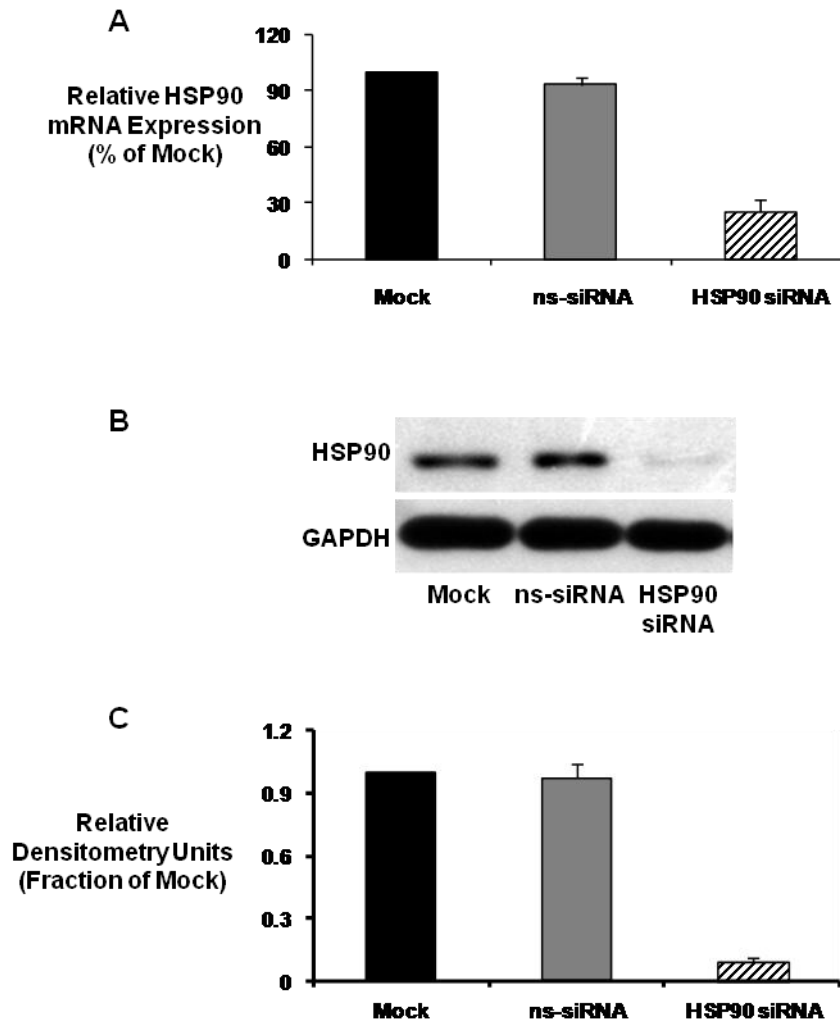 A
Relative HSP90
mRNA Expression
(% of Mock)
120
90
60
30
0
Mock ns-siRNA HSP90 siRNA
B
HSP90
GAPDH
Mock ns-siRNA HSP90
siRNA
C
Relative
Densitometry Units
(Fraction of Mock)
1.2
0.9
0.6
0.3
0
Mock ns-siRNA HSP90 siRNA